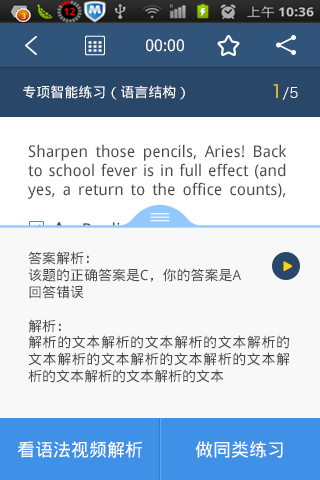 3
12
M
上午 10:36
00:00
专项智能练习（语言结构）
1/5
Sharpen those pencils, Aries! Back
to school fever is in full effect (and
yes, a return to the office counts),
答案解析：
该题的正确答案是C，你的答案是A
回答错误
解析：
解析的文本解析的文本解析的文本解析的
文本解析的文本解析的文本解析的文本解
析的文本解析的文本解析的文本
看语法视频解析
做同类练习